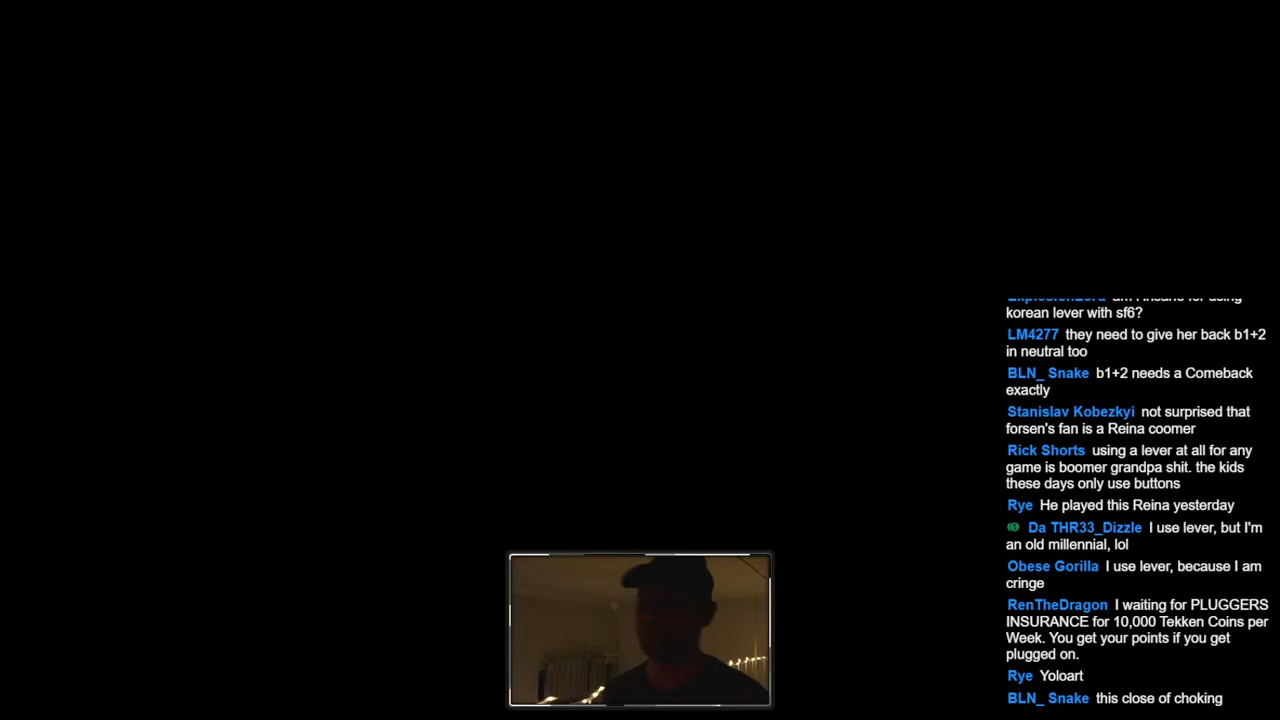 korean lever with sf6?
LM4277 they need to give her back b1+2
in neutral too
BLN_ Snake b1+2 needs a Comeback
exactly
Stanislav Kobezkyi not surprised that
forsen's fan is a Reina coomer
Rick Shorts using a lever at all for any
game is boomer grandpa shit. the kids
these days only use buttons
Rye He played this Reina yesterday
Da THR33_Dizzle I use lever, but I'm
an old millennial, lol
Obese Gorilla I use lever, because I am
cringe
RenTheDragon I waiting for PLUGGERS
INSURANCE for 10,000 Tekken Coins per
Week. You get your points if you get
plugged on.
Rye Yoloart
BLN_ Snake this close of choking